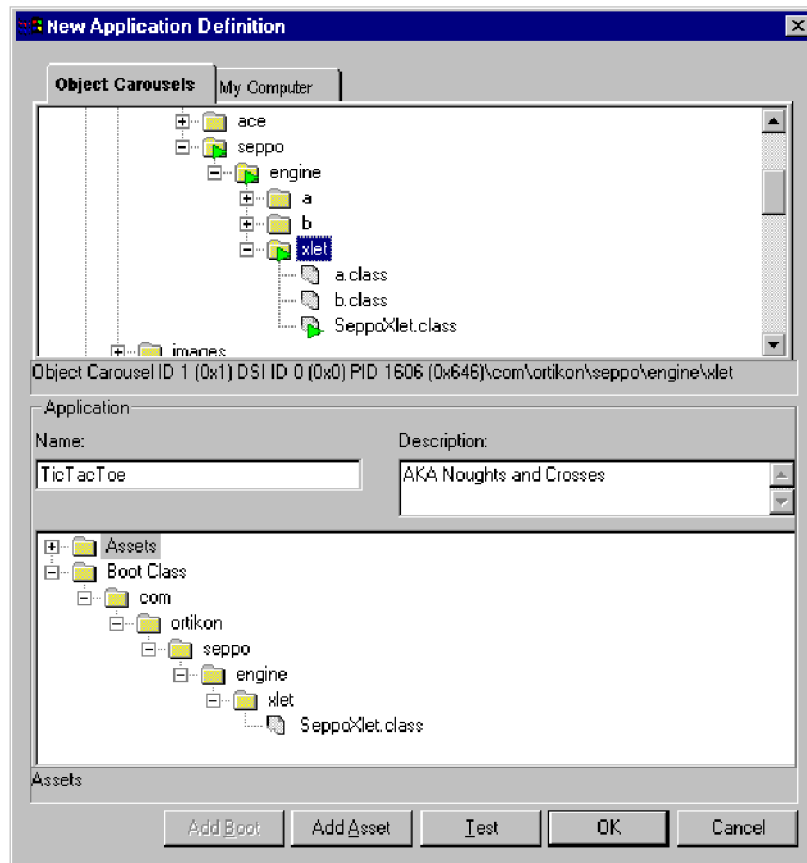 New Application Definition
Object Carousels
My Computer
ace
seppo
engine
a
b
xlet
a.class
b.class
SeppoXlet.class
images
Object Carousel ID 1 (0x1) DSI ID 0 (0x0) PID 1606 (0x646)\com\ortikon\seppo\engine\xlet
Application
Name:
Description:
TicTacToe
AKA Noughts and Crosses
Assets
Boot Class
com
ortikon
seppo
engine
xlet
SeppoXlet.class
Assets
Add Boot
Add Asset
Test
OK
Cancel